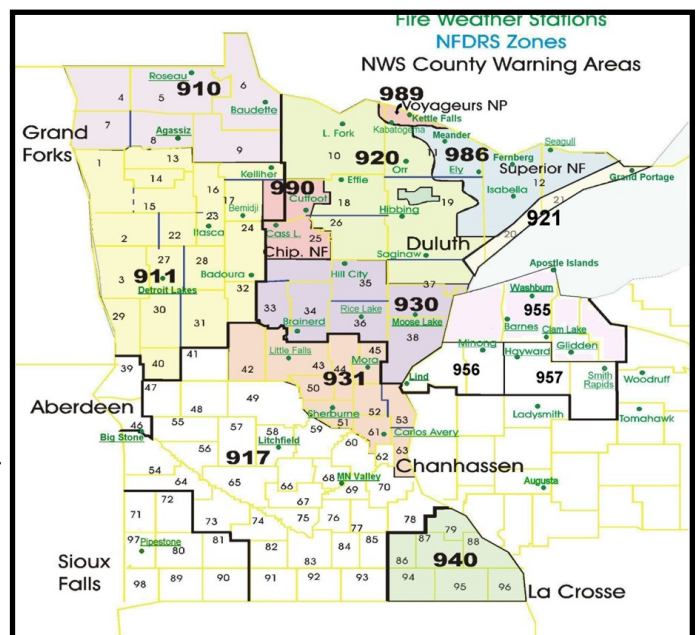 Fire Weather Stations
NFDRS Zones
NWS County Warning Areas
Roseau
910
989
Voyageurs NP
Kettle Falls
Kabatogema
Baudette
4
5
6
7
8
9
Agassiz
Grand
Forks
L. Fork
Meander
11
986
Seagull
Fernberg
Superior NF
Ely
Isabella
12
Grand Portage
21
20
921
10
920
Orr
Effie
19
Hibbing
18
26
Saginaw
Duluth
37
Kelliher
990
Cutfoot
Cass L.
25
Chip. NF
1
13
14
15
16
17
Bemidji
23
Itasca
24
2
22
27
28
3
911
Detroit Lakes
Badoura
32
29
30
31
Hill City
35
33
34
Rice Lake
36
930
Moose Lake
Brainerd
38
Apostle Islands
Washburn
955
Barnes
Clam Lake
Glidden
Minong
Hayward
956
957
Smith
Rapids
Woodruff
Tomahawk
Ladysmith
Augusta
39
40
41
42
Little Falls
43
44
45
Mora
931
50
Sherburne
51
52
53
61
Carlos Avery
62
63
Lind
Aberdeen
47
48
49
46
Big Stone
55
56
58
Litchfield
59
60
917
54
64
65
66
67
68
MN Valley
69
70
Chanhassen
71
72
73
74
75
76
77
78
97
Pipestone
80
81
82
83
84
85
Sioux
Falls
98
89
90
91
92
93
79
87
88
86
940
94
95
96
La Crosse